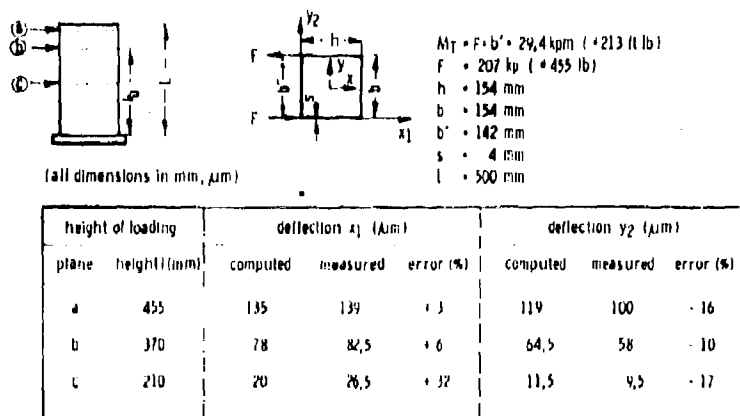 a
b
c
l
y2
h
F
y
x
b'
s
b
F
x1
MT = F · b' = 29,4 kpm ( = 213 ft lb)
F = 207 kp ( = 455 lb)
h = 154 mm
b = 154 mm
b' = 142 mm
s = 4 mm
l = 500 mm
(all dimensions in mm, µm)
height of loading deflection x1 (µm) deflection y2 (µm)
plane height (mm) computed measured error (%) computed measured error (%)
a 455 135 139 + 3 119 100 - 16
b 370 78 82,5 + 6 64,5 58 - 10
c 210 20 26,5 + 32 11,5 9,5 - 17